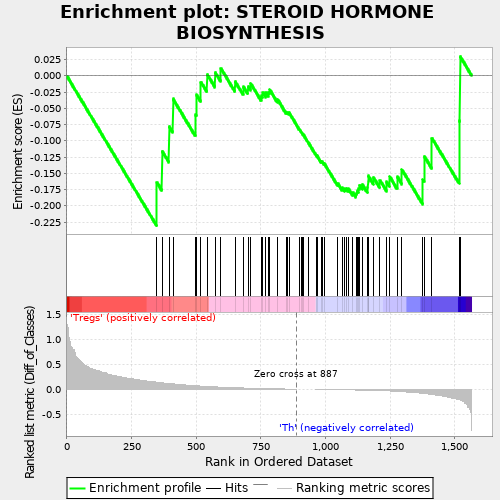 Enrichment plot: STEROID HORMONE
BIOSYNTHESIS
Enrichment score (ES)
0.025
0.000
-0.025
-0.050
-0.075
-0.100
-0.125
-0.150
-0.175
-0.200
-0.225
Ranked list metric (Diff_of_Classes)
1.5
1.0
0.5
0.0
-0.5
'Tregs' (positively correlated)
Zero cross at 887
'Th' (negatively correlated)
0
250
500
750
1,000
1,250
1,500
Rank in Ordered Dataset
Enrichment profile
Hits
Ranking metric scores